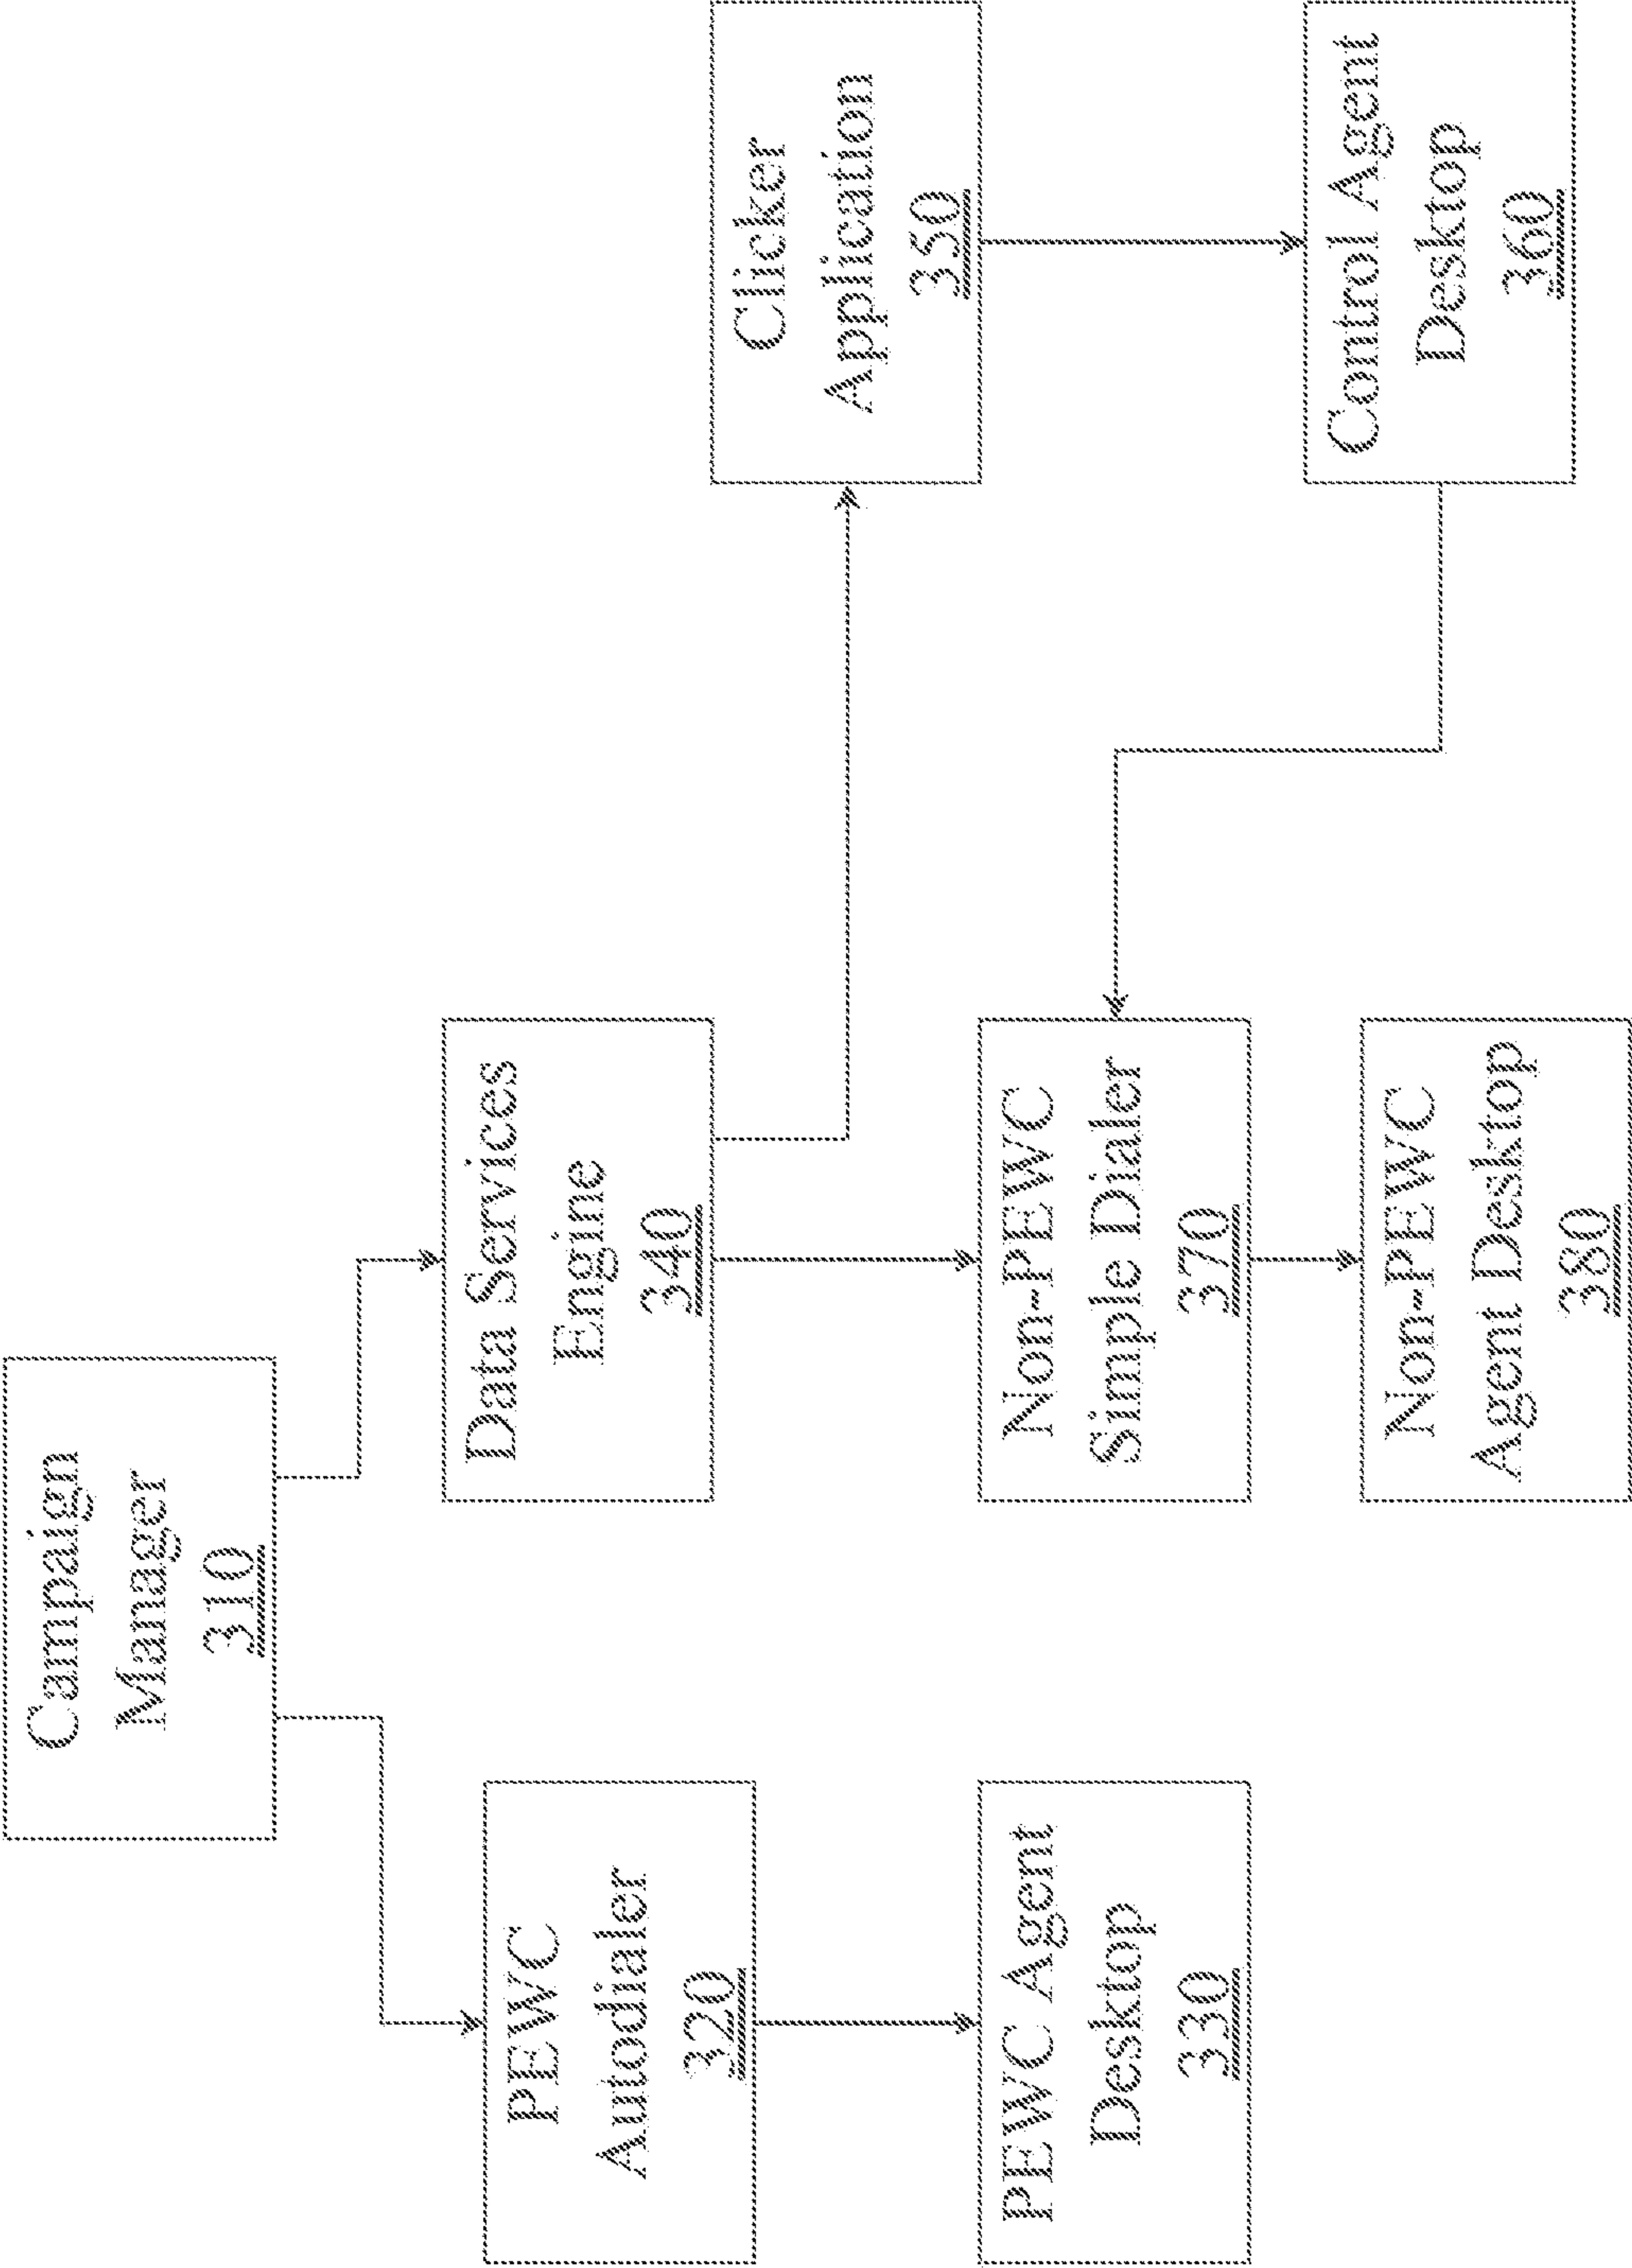 Campaign
Manager
310
PEWC
Autodialer
320
PEWC Agent
Desktop
330
Data Services
Engine
340
Clicker
Application
350
Control Agent
Desktop
360
Non-PEWC
Simple Dialer
370
Non-PEWC
Agent Desktop
380